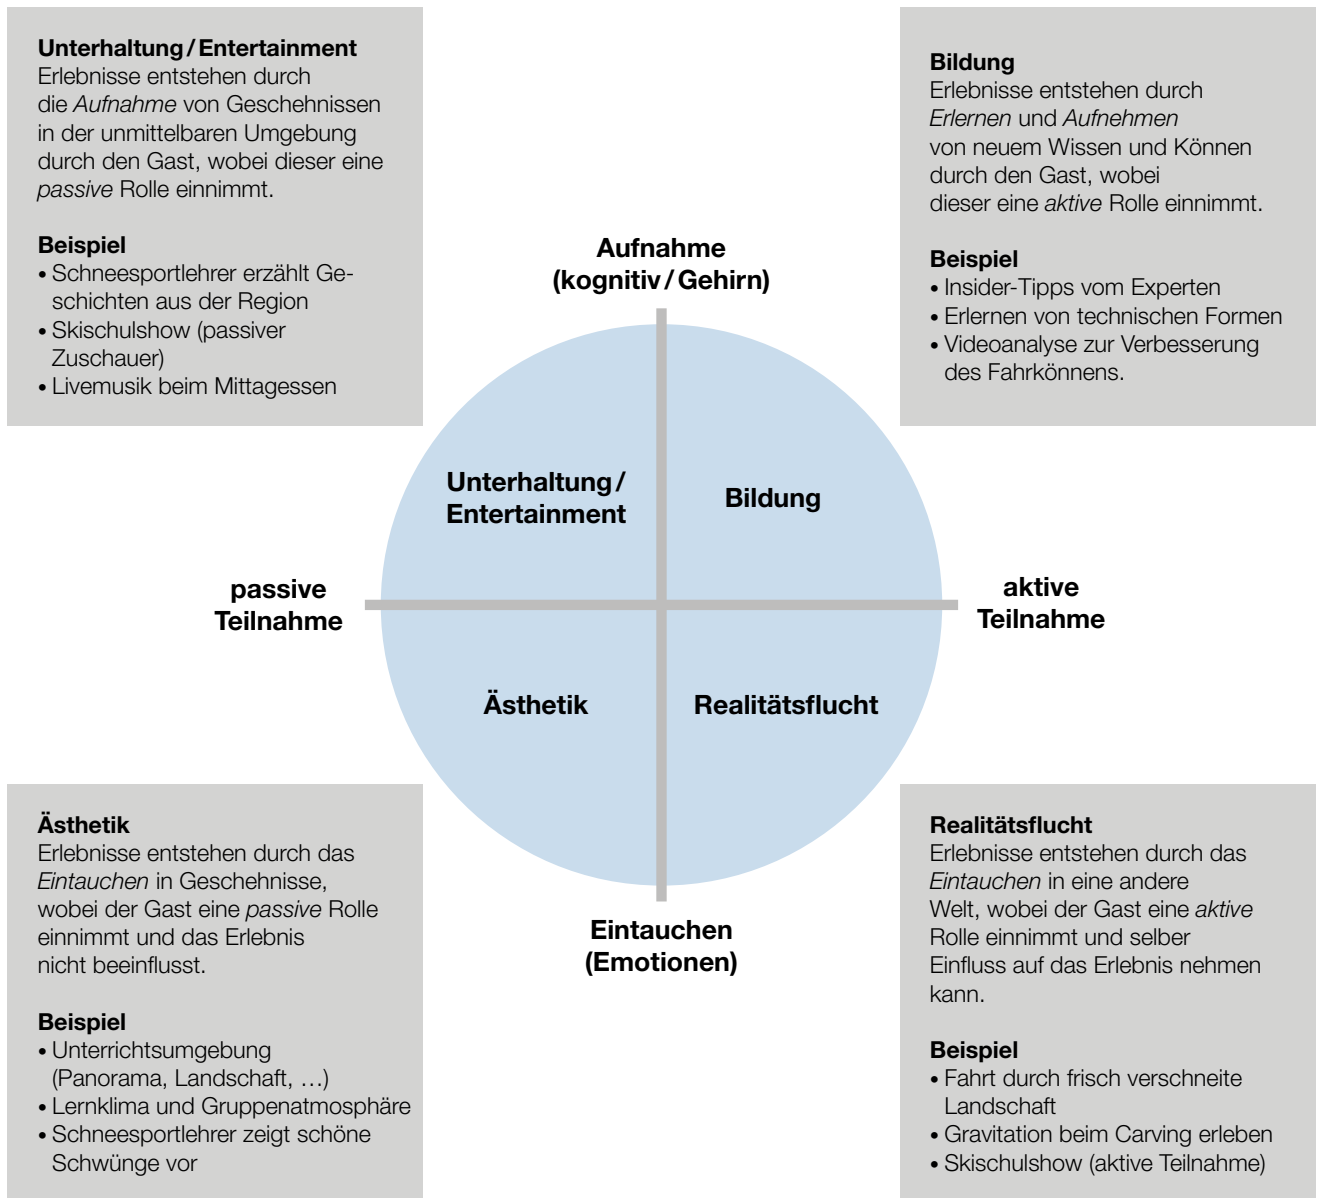 Unterhaltung / Entertainment
Erlebnisse entstehen durch
die Aufnahme von Geschehnissen
in der unmittelbaren Umgebung
durch den Gast, wobei dieser eine
passive Rolle einnimmt.
Beispiel
• Schneesportlehrer erzählt Ge-
schichten aus der Region
• Skischulshow (passiver
Zuschauer)
• Livemusik beim Mittagessen
Bildung
Erlebnisse entstehen durch
Erlernen und Aufnehmen
von neuem Wissen und Können
durch den Gast, wobei
dieser eine aktive Rolle einnimmt.
Beispiel
• Insider-Tipps vom Experten
• Erlernen von technischen Formen
• Videoanalyse zur Verbesserung
des Fahrkönnens.
Aufnahme
(kognitiv / Gehirn)
Unterhaltung /
Entertainment
Bildung
passive
Teilnahme
aktive
Teilnahme
Ästhetik
Realitätsflucht
Eintauchen
(Emotionen)
Ästhetik
Erlebnisse entstehen durch das
Eintauchen in Geschehnisse,
wobei der Gast eine passive Rolle
einnimmt und das Erlebnis
nicht beeinflusst.
Beispiel
• Unterrichtsumgebung
(Panorama, Landschaft, …)
• Lernklima und Gruppenatmosphäre
• Schneesportlehrer zeigt schöne
Schwünge vor
Realitätsflucht
Erlebnisse entstehen durch das
Eintauchen in eine andere
Welt, wobei der Gast eine aktive
Rolle einnimmt und selber
Einfluss auf das Erlebnis nehmen
kann.
Beispiel
• Fahrt durch frisch verschneite
Landschaft
• Gravitation beim Carving erleben
• Skischulshow (aktive Teilnahme)